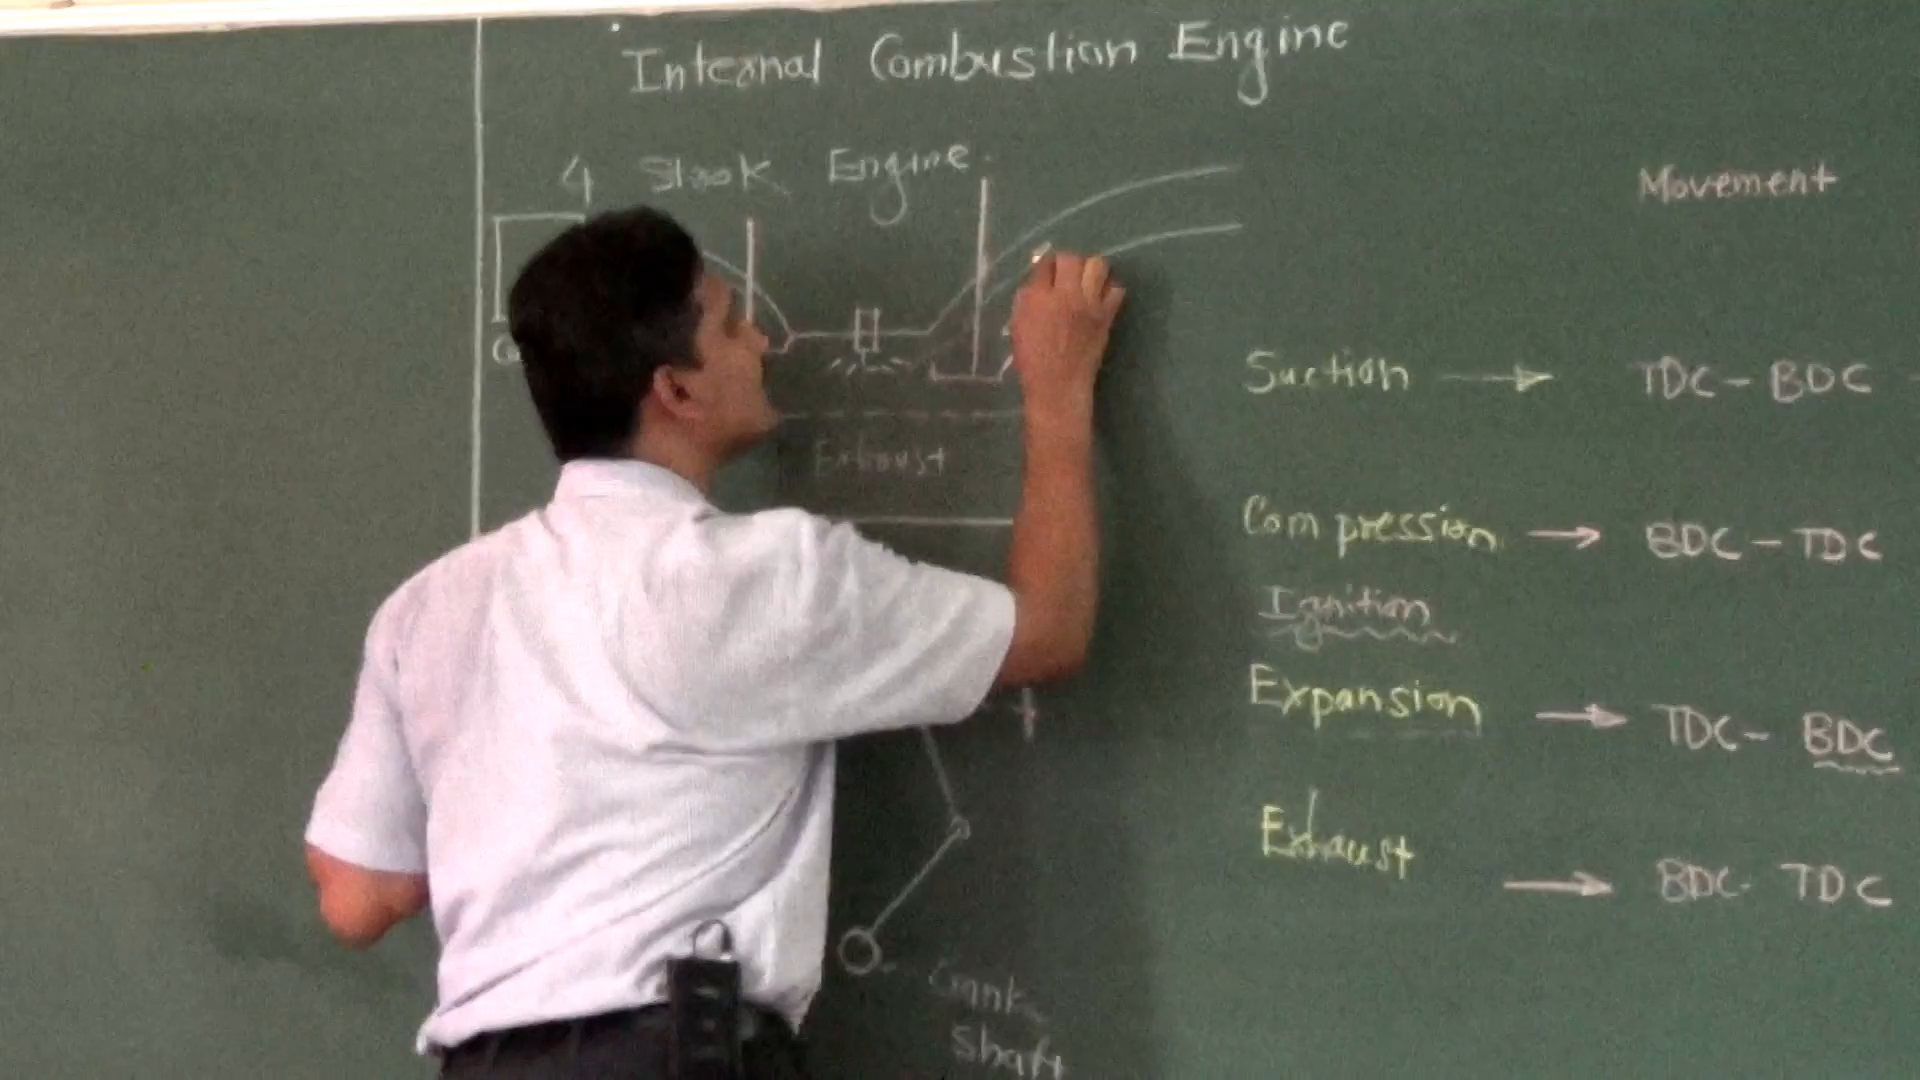 Internal Combustion Engine
4 Strok Engine
Movement
Suction → TDC - BDC
Exhaust
Compression → BDC - TDC
Ignition
Expansion → TDC - BDC
Exhaust → BDC - TDC
Crank
Shaft